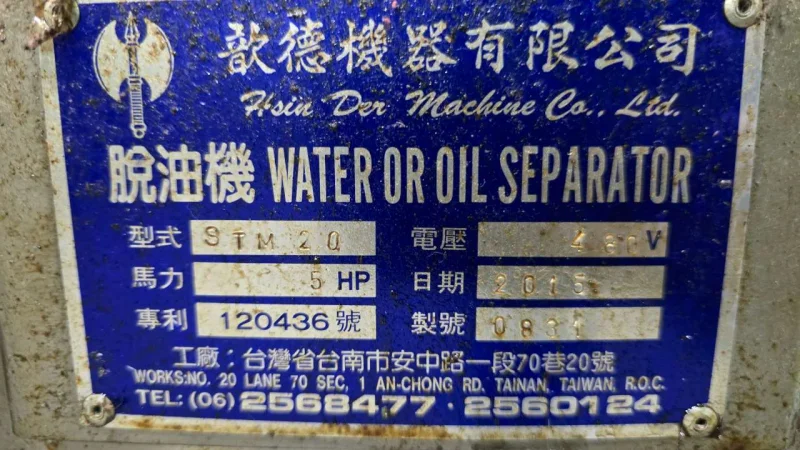 歆德機器有限公司
Hsin Der Machine Co., Ltd.
脫油機 WATER OR OIL SEPARATOR
型式 STM 20 電壓 480 V
馬力 5 HP 日期 2015
專利 120436號 製號
工廠：台灣省台南市安中路一段70巷20號
WORKS:NO. 20 LANE 70 SEC, 1 AN-CHONG RD, TAINAN, TAIWAN, R.O.C.
TEL: (06) 2568477 · 2560124